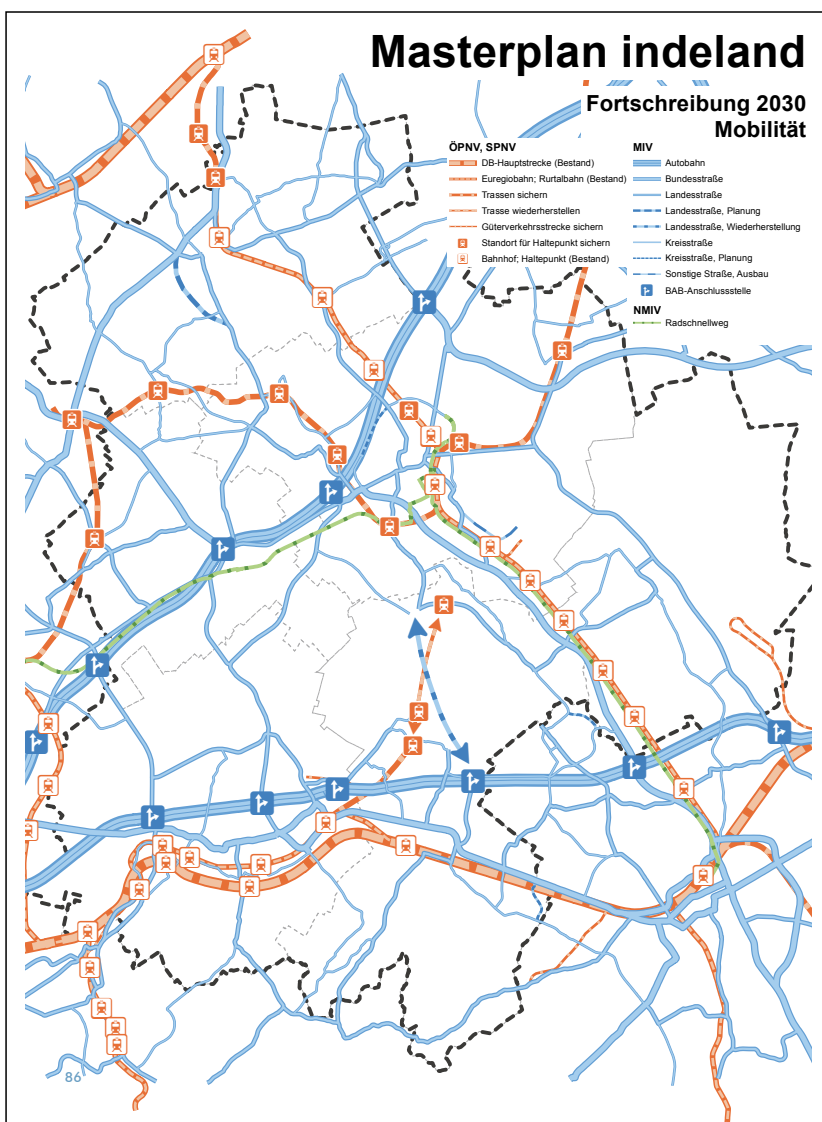 Masterplan indeland
Fortschreibung 2030
Mobilität
ÖPNV, SPNV
DB-Hauptstrecke (Bestand)
Euregiobahn; Rurtalbahn (Bestand)
Trassen sichern
Trasse wiederherstellen
Güterverkehrsstrecke sichern
Standort für Haltepunkt sichern
Bahnhof; Haltepunkt (Bestand)
MIV
Autobahn
Bundesstraße
Landesstraße
Landesstraße, Planung
Landesstraße, Wiederherstellung
Kreisstraße
Kreisstraße, Planung
Sonstige Straße, Ausbau
BAB-Anschlussstelle
NMIV
Radschnellweg
86